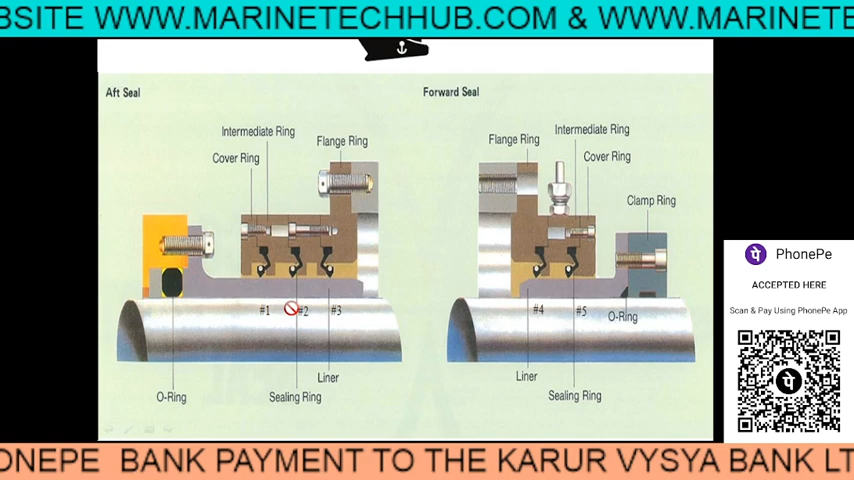 BSITE WWW.MARINETECHHUB.COM & WWW.MARINETE
Aft Seal
Intermediate Ring
Cover Ring
Flange Ring
#1
#2
#3
Liner
O-Ring
Sealing Ring
Forward Seal
Intermediate Ring
Flange Ring
Cover Ring
Clamp Ring
#4
#5
O-Ring
Liner
Sealing Ring
PhonePe
ACCEPTED HERE
Scan & Pay Using PhonePe App
ONEPE BANK PAYMENT TO THE KARUR VYSYA BANK LT